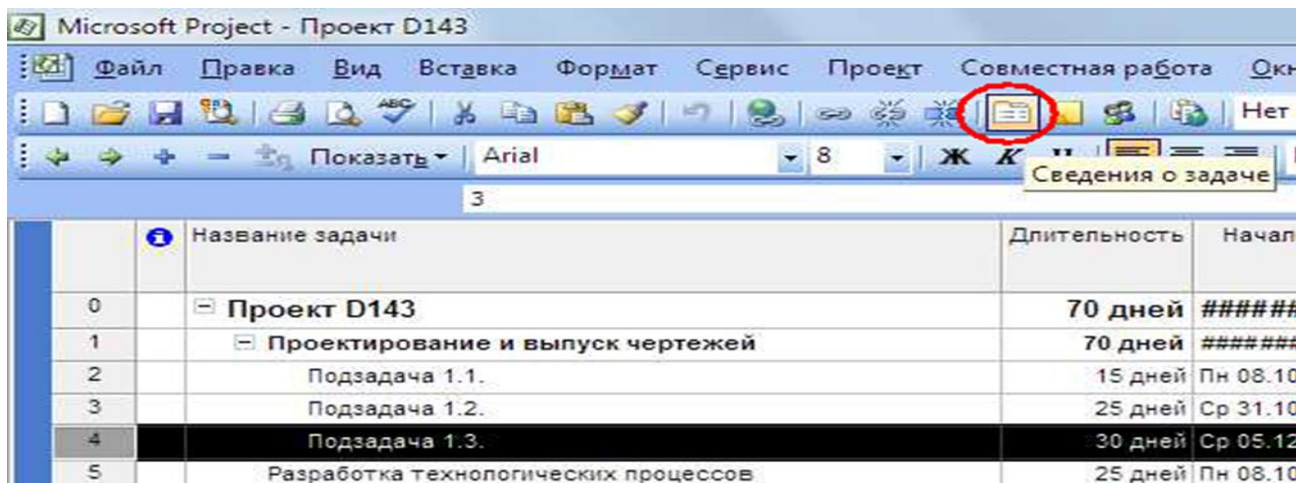 Microsoft Project - Проект D143
Файл Правка Вид Вставка Формат Сервис Проект Совместная работа Окн
ABC Нет
Показать Arial 8 Ж К Ч
Сведения о задаче
3
Название задачи Длительность Начал
0 Проект D143 70 дней ######
1 Проектирование и выпуск чертежей 70 дней #######
2 Подзадача 1.1. 15 дней Пн 08.10
3 Подзадача 1.2. 25 дней Ср 31.10
4 Подзадача 1.3. 30 дней Ср 05.12
5 Разработка технологических процессов 25 дней Пн 08.10